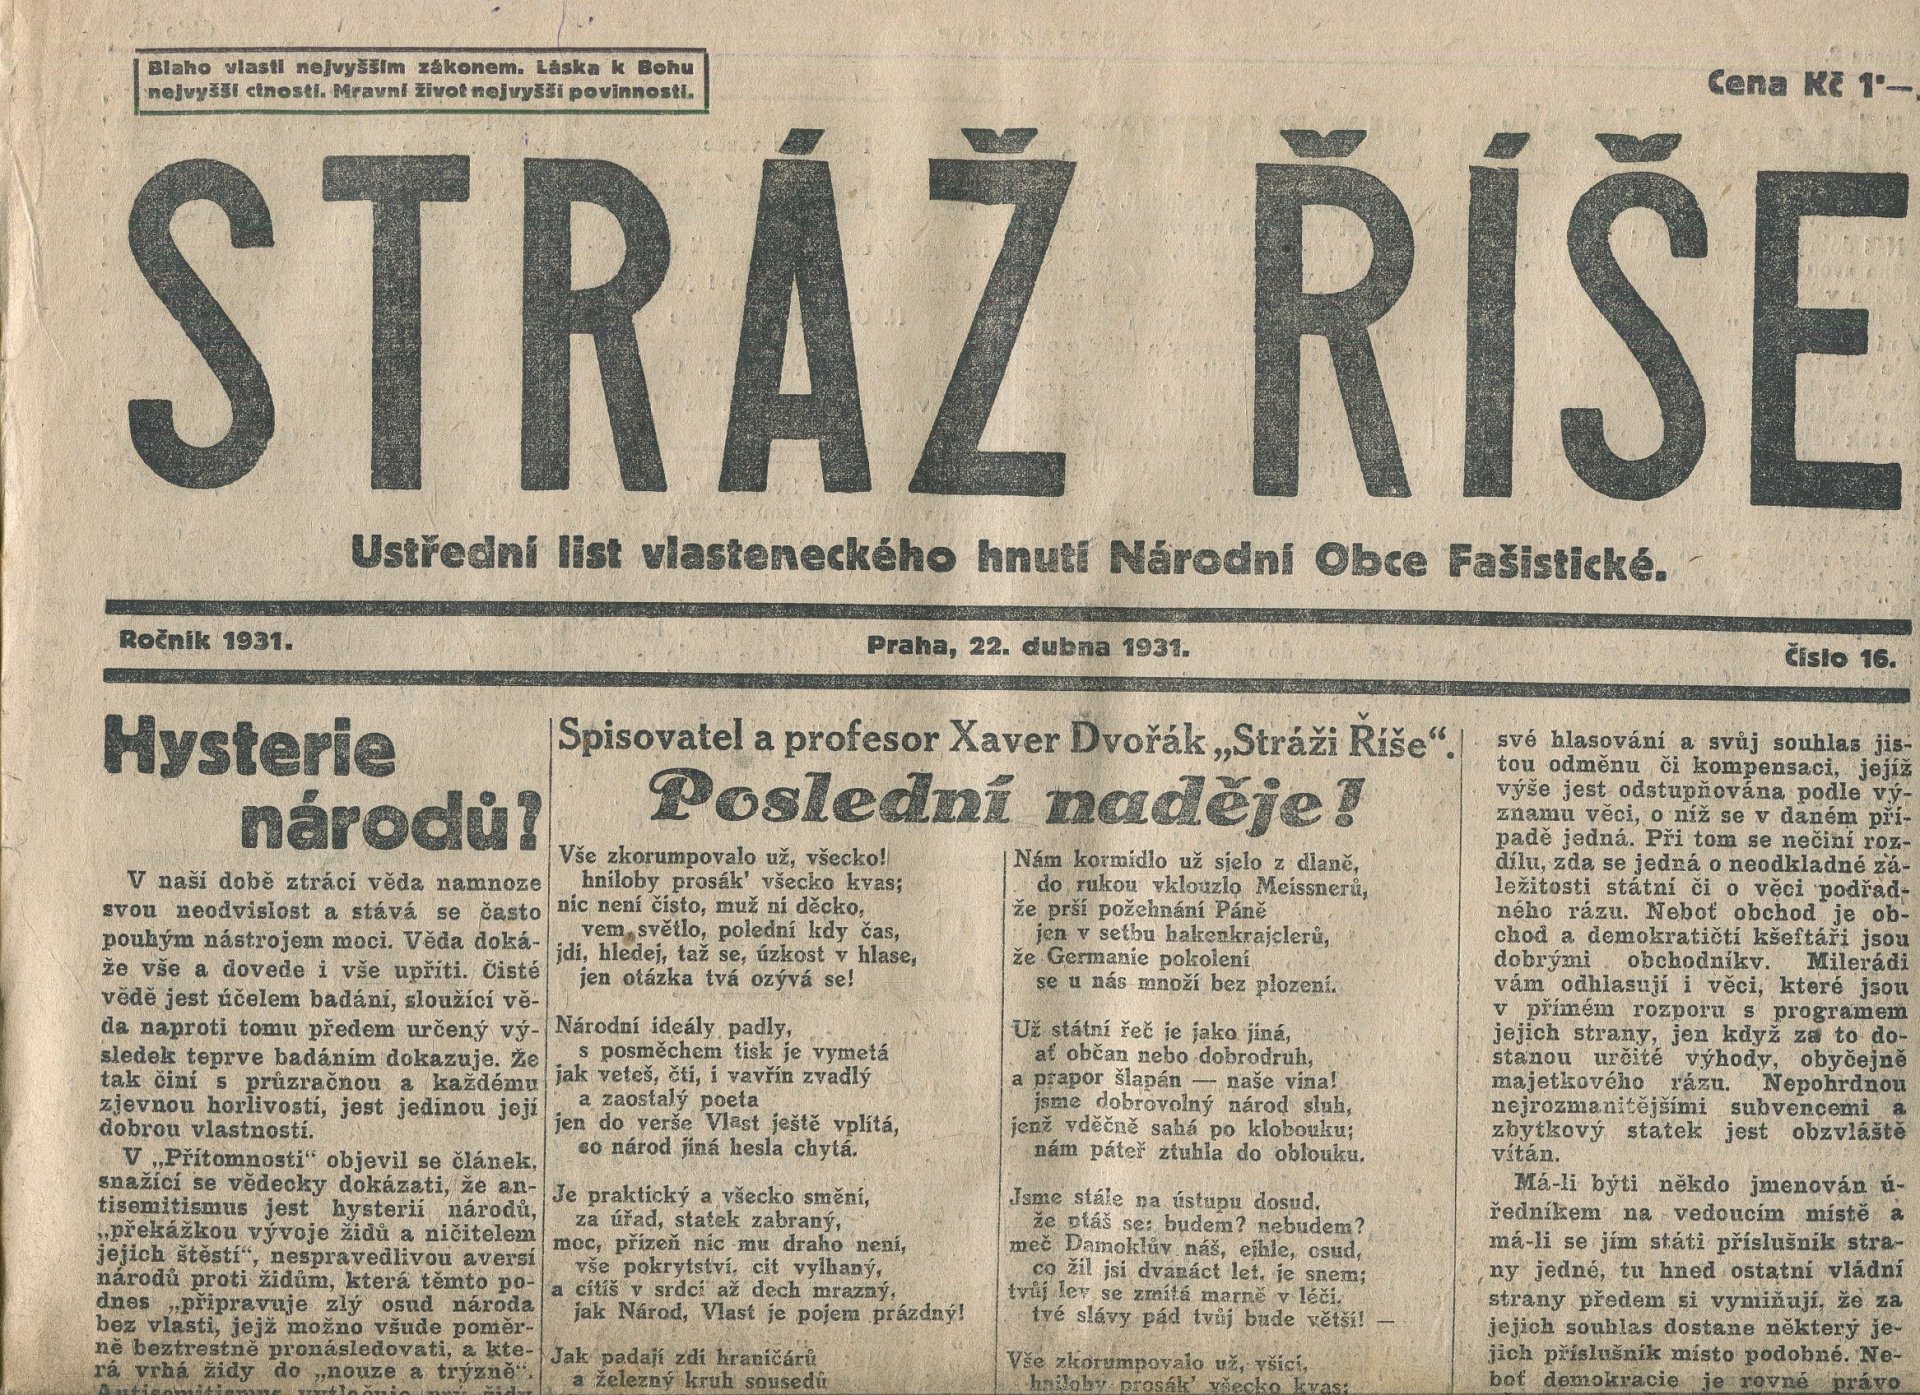 Blaho vlasti nejvyšším zákonem. Láska k Bohu
nejvyšší ctností. Mravní život nejvyšší povinností.
Cena Kč 1·—
STRÁŽ ŘÍŠE
Ustřední list vlasteneckého hnutí Národní Obce Fašistické.
Ročník 1931.
Praha, 22. dubna 1931.
Číslo 16.
Hysterie
národů?
V naší době ztrácí věda namnoze
svou neodvislost a stává se často
pouhým nástrojem moci. Věda doká-
že vše a dovede i vše upříti. Čisté
vědě jest účelem badání, sloužící vě-
da naproti tomu předem určený vý-
sledek teprve badáním dokazuje. Že
tak činí s průzračnou a každému
zjevnou horlivostí, jest jedinou její
dobrou vlastností.
V „Přítomnosti“ objevil se článek,
snažící se vědecky dokázati, že an-
tisemitismus jest hysterií národů,
„překážkou vývoje židů a ničitelem
jejich štěstí“, nespravedlivou aversí
národů proti židům, která těmto po-
dnes „připravuje zlý osud národa
bez vlasti, jejž možno všude poměr-
ně beztrestně pronásledovati, a kte-
rá vrhá židy do „nouze a trýzně“.
Antisemitismus vytlačuje prý židy
Spisovatel a profesor Xaver Dvořák „Stráži Říše“.
Poslední naděje!
Vše zkorumpovalo už, všecko!
hniloby prosák’ všecko kvas;
nic není čisto, muž ni děcko,
vem světlo, polední kdy čas,
jdi, hledej, taž se, úzkost v hlase,
jen otázka tvá ozývá se!
Národní ideály padly,
s posměchem tisk je vymetá
jak veteš, čti, i vavřín zvadlý
a zaostalý poeta
jen do verše Vlast ještě vplítá,
co národ jiná hesla chytá.
Je praktický a všecko smění,
za úřad, statek zabraný,
moc, přízeň nic mu draho není,
vše pokrytství, cit vylhaný,
a cítíš v srdci až dech mrazný,
jak Národ, Vlast je pojem prázdný!
Jak padají zdi hraničárů
a železný kruh sousedů
Nám kormidlo už sjelo z dlaně,
do rukou vklouzlo Meissnerů,
že prší požehnání Páně
jen v setbu hakenkrajclerů,
že Germanie pokolení
se u nás množí bez plození.
Už státní řeč je jako jiná,
ať občan nebo dobrodruh,
a prapor šlapán — naše vina!
jsme dobrovolný národ sluh,
jenž vděčně sahá po klobouku;
nám páteř ztuhla do oblouku.
Jsme stále na ústupu dosud,
že ptáš se: budem? nebudem?
meč Damoklův náš, ejhle, osud,
co žil jsi dvanáct let, je snem;
tvůj lev se zmítá marně v léči,
tvé slávy pád tvůj bude větší! —
Vše zkorumpovalo už, všici,
hniloby prosák’ všecko kvas;
své hlasování a svůj souhlas jis-
tou odměnu či kompensaci, jejíž
výše jest odstupňována podle vý-
znamu věci, o níž se v daném pří-
padě jedná. Při tom se nečiní roz-
dílu, zda se jedná o neodkladné zá-
ležitosti státní či o věci podřad-
ného rázu. Neboť obchod je ob-
chod a demokratičtí kšeftáři jsou
dobrými obchodníky. Milerádi
vám odhlasují i věci, které jsou
v přímém rozporu s programem
jejich strany, jen když za to do-
stanou určité výhody, obyčejně
majetkového rázu. Nepohrdnou
nejrozmanitějšími subvencemi a
zbytkový statek jest obzvláště
vítán.
Má-li býti někdo jmenován ú-
ředníkem na vedoucím místě a
má-li se jím státi příslušník stra-
ny jedné, tu hned ostatní vládní
strany předem si vymiňují, že za
jejich souhlas dostane některý je-
jich příslušník místo podobné. Ne-
boť demokracie je rovné právo